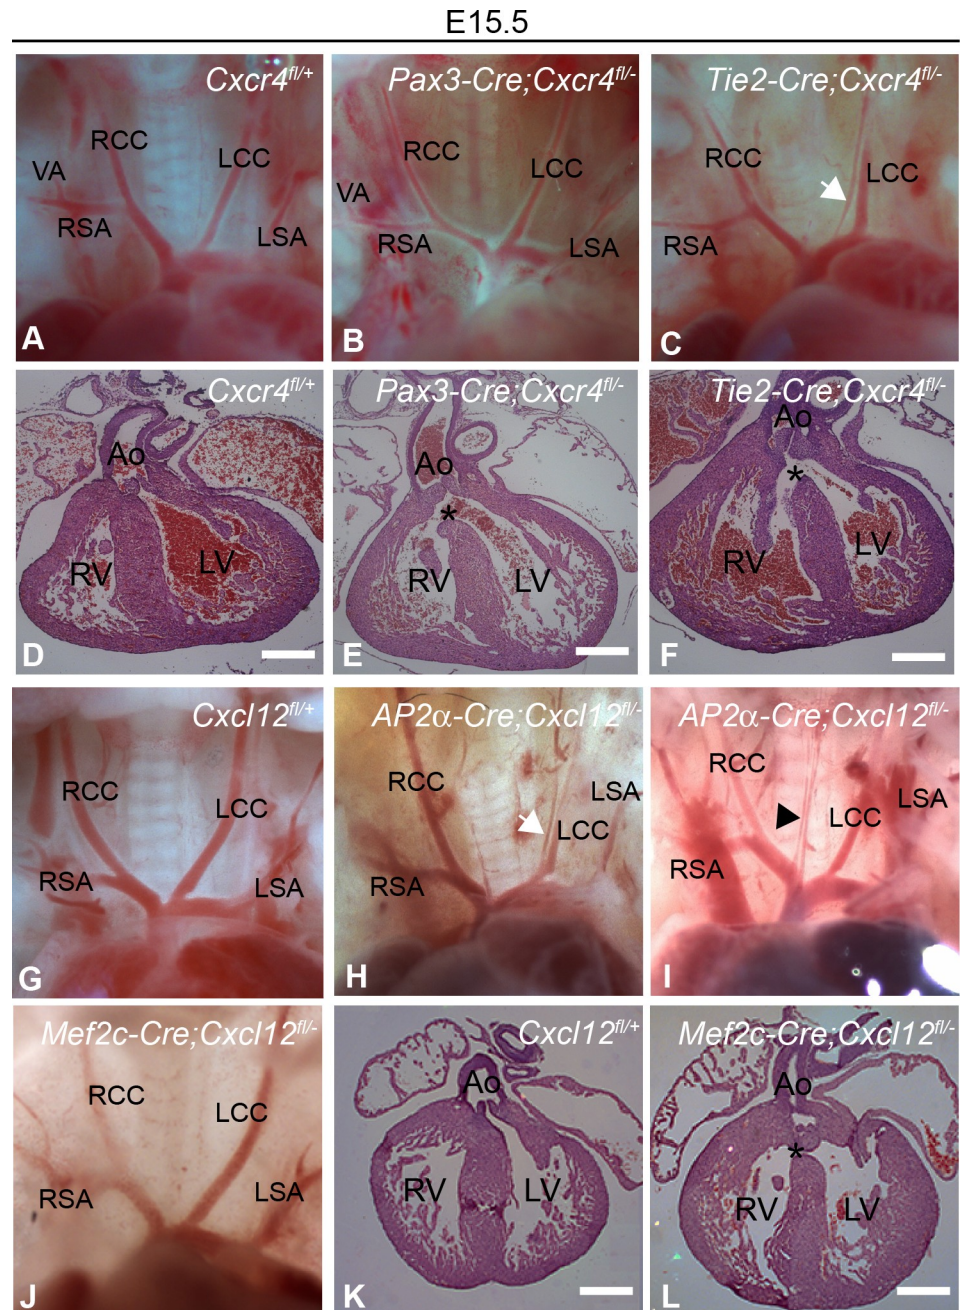 E15.5
Cxcr4fl/+
RCC
LCC
VA
RSA
LSA
A
Pax3-Cre;Cxcr4fl/-
RCC
LCC
VA
RSA
LSA
B
Tie2-Cre;Cxcr4fl/-
RCC
LCC
RSA
C
Cxcr4fl/+
Ao
RV
LV
D
Pax3-Cre;Cxcr4fl/-
Ao
*
RV
LV
E
Tie2-Cre;Cxcr4fl/-
Ao
*
RV
LV
F
Cxcl12fl/+
RCC
LCC
RSA
LSA
G
AP2α-Cre;Cxcl12fl/-
RCC
LSA
LCC
RSA
H
AP2α-Cre;Cxcl12fl/-
RCC
LSA
LCC
RSA
I
Mef2c-Cre;Cxcl12fl/-
RCC
LCC
RSA
LSA
J
Cxcl12fl/+
Ao
RV
LV
K
Mef2c-Cre;Cxcl12fl/-
Ao
*
RV
LV
L